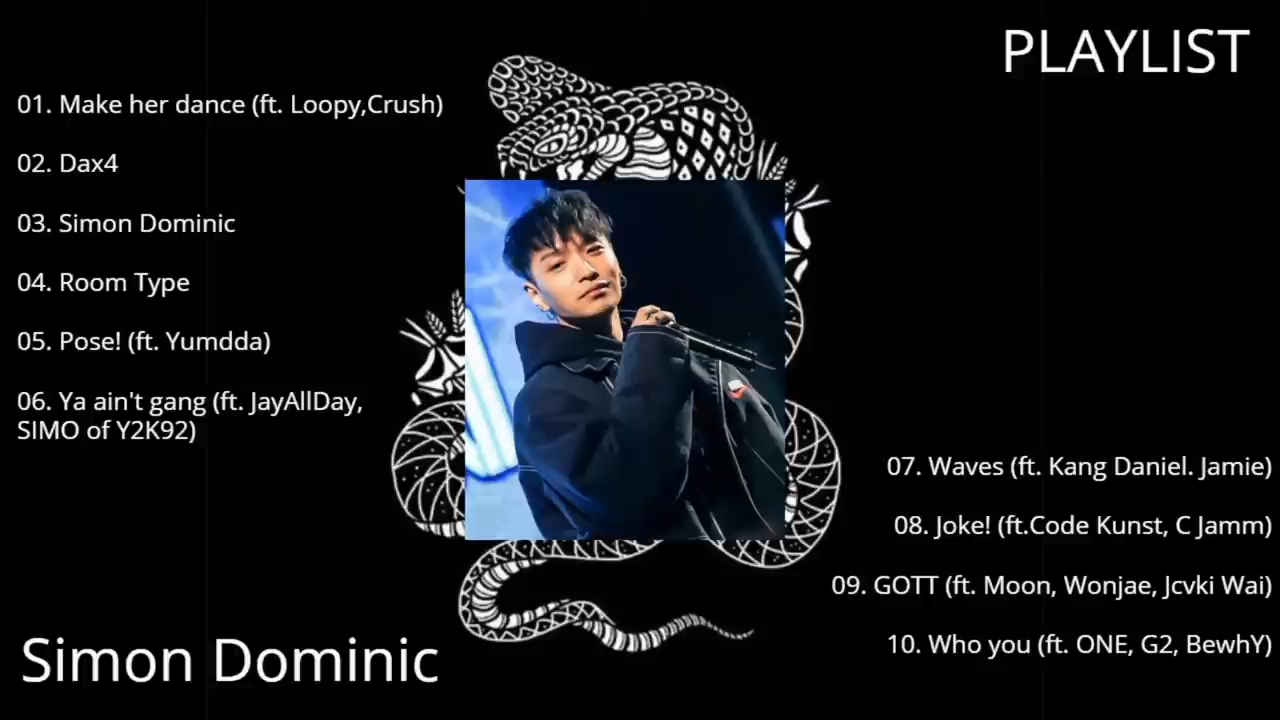 PLAYLIST
01. Make her dance (ft. Loopy,Crush)
02. Dax4
03. Simon Dominic
04. Room Type
05. Pose! (ft. Yumdda)
06. Ya ain't gang (ft. JayAllDay,
SIMO of Y2K92)
07. Waves (ft. Kang Daniel. Jamie)
08. Joke! (ft.Code Kunst, C Jamm)
09. GOTT (ft. Moon, Wonjae, Jcvki Wai)
10. Who you (ft. ONE, G2, BewhY)
Simon Dominic